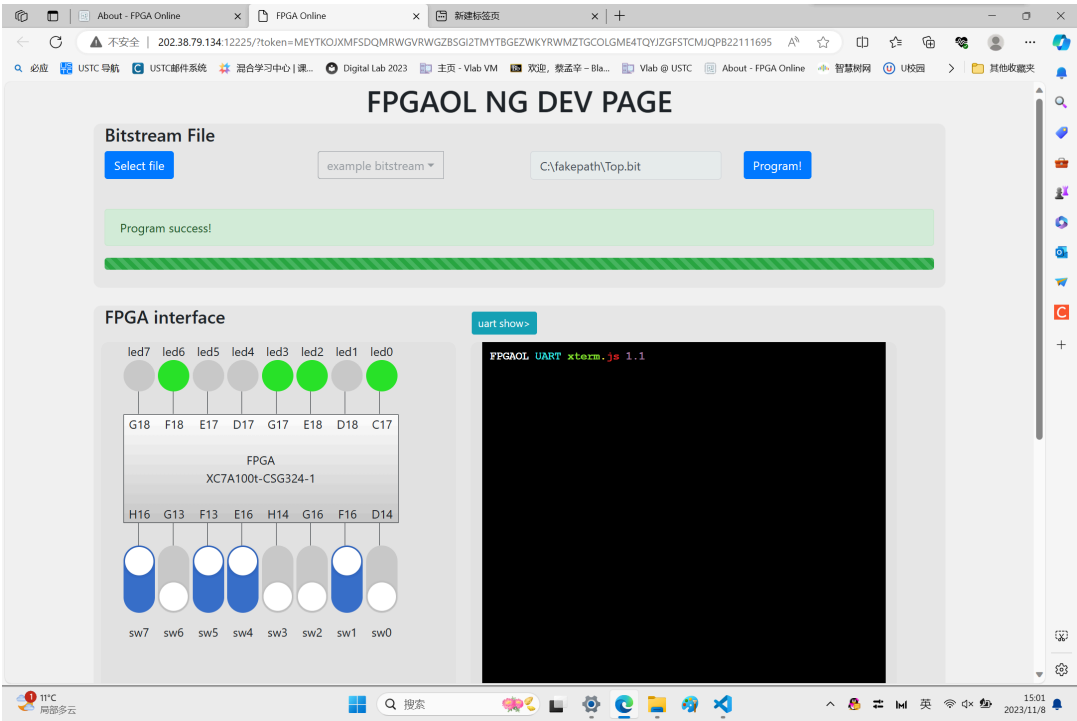 About - FPGA Online
FPGA Online
新建标签页
不安全 | 202.38.79.134:12225/?token=MEYTKOJXMFSDQMRWGVRWGZBSGI2TMYTBGEZWKYRWMZTGCOLGME4TQYJZGFSTCMJQPB22111695
必应
USTC 导航
USTC邮件系统
混合学习中心 | 课...
Digital Lab 2023
主页 - Vlab VM
欢迎，蔡孟辛 – Bla...
Vlab @ USTC
About - FPGA Online
智慧树网
U校园
其他收藏夹
FPGAOL NG DEV PAGE
Bitstream File
Select file
example bitstream
C:\fakepath\Top.bit
Program!
Program success!
FPGA interface
uart show>
led7 led6 led5 led4 led3 led2 led1 led0
G18 F18 E17 D17 G17 E18 D18 C17
FPGA
XC7A100t-CSG324-1
H16 G13 F13 E16 H14 G16 F16 D14
sw7 sw6 sw5 sw4 sw3 sw2 sw1 sw0
FPGAOL UART xterm.js 1.1
1
11°C
局部多云
搜索
英
15:01
2023/11/8